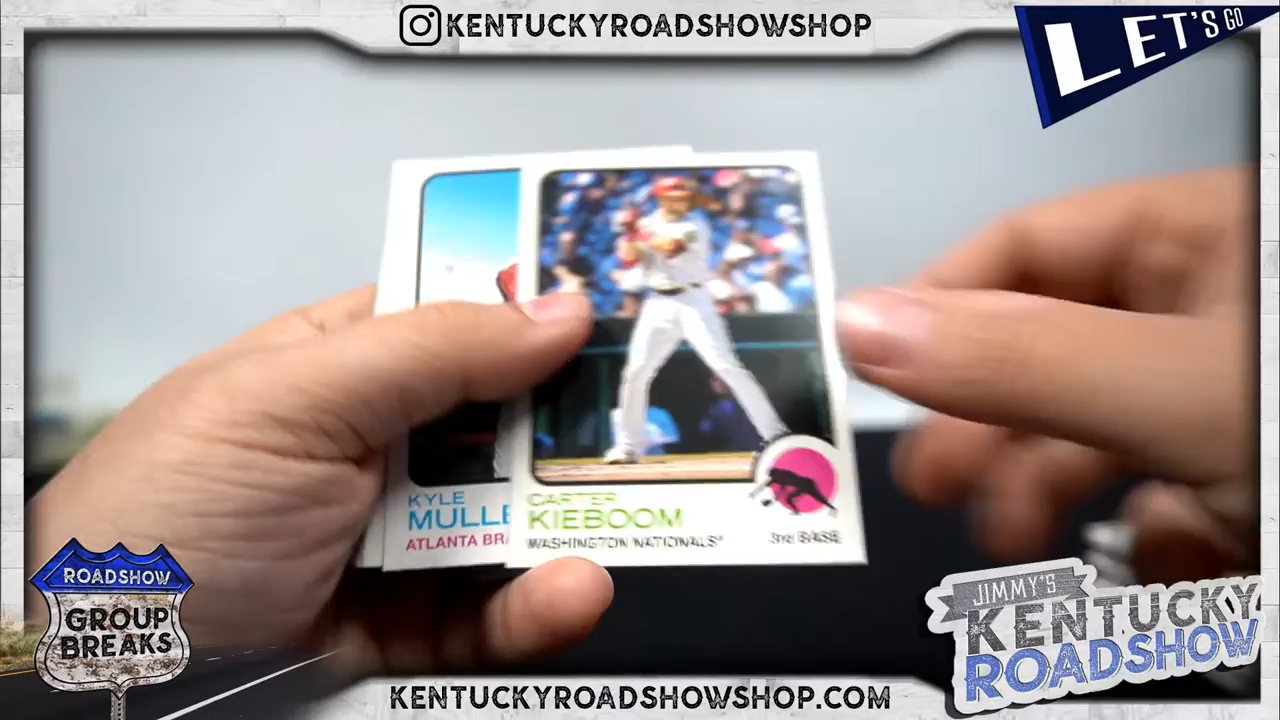 KENTUCKYROADSHOWSHOP
LET'S GO
KYLE
MULLE
ATLANTA BR
CARTER
KIEBOOM
WASHINGTON NATIONALS
3rd BASE
ROADSHOW
GROUP
BREAKS
JIMMY'S
KENTUCKY
ROADSHOW
KENTUCKYROADSHOWSHOP.COM